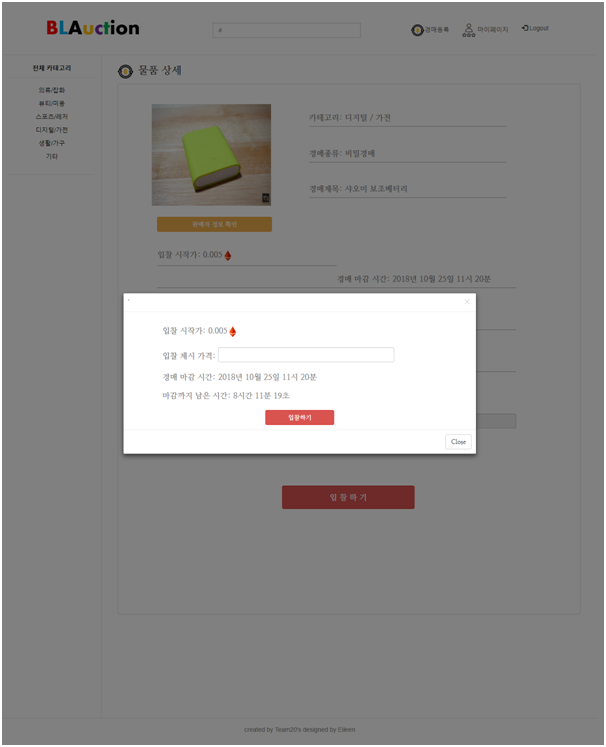 BLAuction
경매등록 마이페이지 Logout
전체 카테고리
의류/잡화
뷰티/미용
스포츠/레저
디지털/가전
생활/가구
기타
물품 상세
카테고리: 디지털 / 가전
경매종류: 비밀경매
경매제목: 샤오미 보조베터리
판매자 정보 확인
입찰 시작가: 0.005
경매 마감 시간: 2018년 10월 25일 11시 20분
×
입찰 시작가: 0.005
입찰 제시 가격:
경매 마감 시간: 2018년 10월 25일 11시 20분
마감까지 남은 시간: 8시간 11분 19초
입찰하기
Close
입 찰 하 기
created by Team20's designed by Eileen